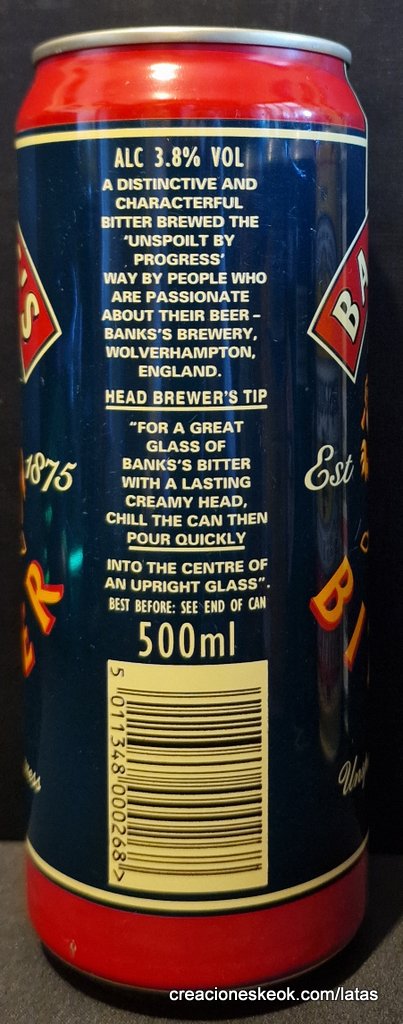 ALC 3.8% VOL
A DISTINCTIVE AND
CHARACTERFUL
BITTER BREWED THE
'UNSPOILT BY
PROGRESS'
WAY BY PEOPLE WHO
ARE PASSIONATE
ABOUT THEIR BEER –
BANKS'S BREWERY,
WOLVERHAMPTON,
ENGLAND.
HEAD BREWER'S TIP
"FOR A GREAT
GLASS OF
BANKS'S BITTER
WITH A LASTING
CREAMY HEAD,
CHILL THE CAN THEN
POUR QUICKLY
INTO THE CENTRE OF
AN UPRIGHT GLASS".
BEST BEFORE: SEE END OF CAN
500ml
5 011348 000268 >
'S
1875
ER
BA
Est
BI
creacioneskeok.com/latas